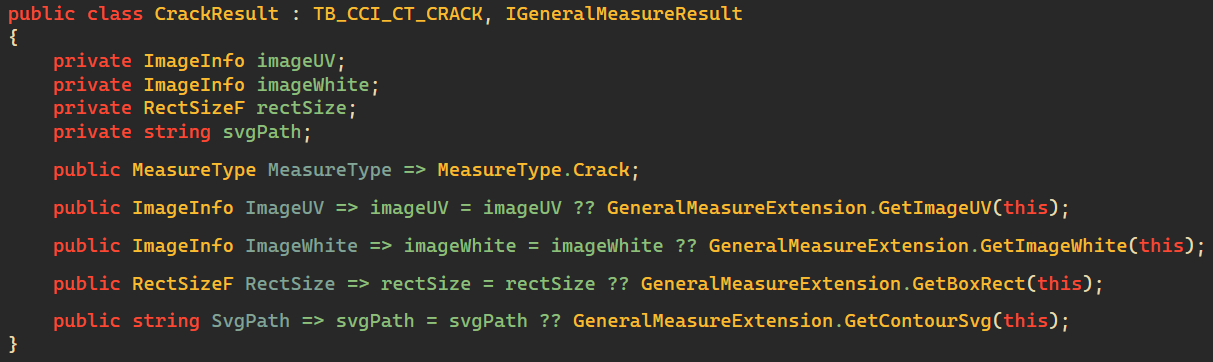 public class CrackResult : TB_CCI_CT_CRACK, IGeneralMeasureResult
{
    private ImageInfo imageUV;
    private ImageInfo imageWhite;
    private RectSizeF rectSize;
    private string svgPath;
    public MeasureType MeasureType => MeasureType.Crack;
    public ImageInfo ImageUV => imageUV = imageUV ?? GeneralMeasureExtension.GetImageUV(this);
    public ImageInfo ImageWhite => imageWhite = imageWhite ?? GeneralMeasureExtension.GetImageWhite(this);
    public RectSizeF RectSize => rectSize = rectSize ?? GeneralMeasureExtension.GetBoxRect(this);
    public string SvgPath => svgPath = svgPath ?? GeneralMeasureExtension.GetContourSvg(this);
}